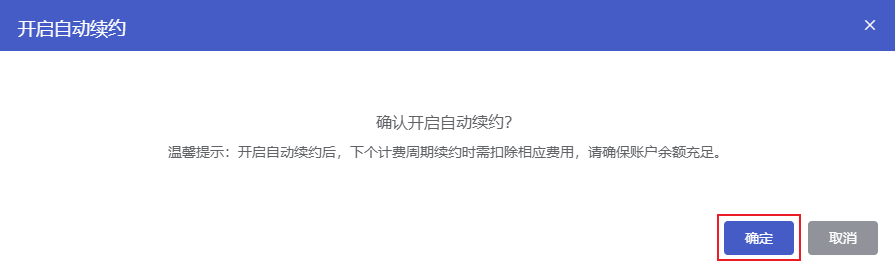 开启自动续约
确认开启自动续约?
温馨提示：开启自动续约后，下个计费周期续约时需扣除相应费用，请确保账户余额充足。
确定 取消